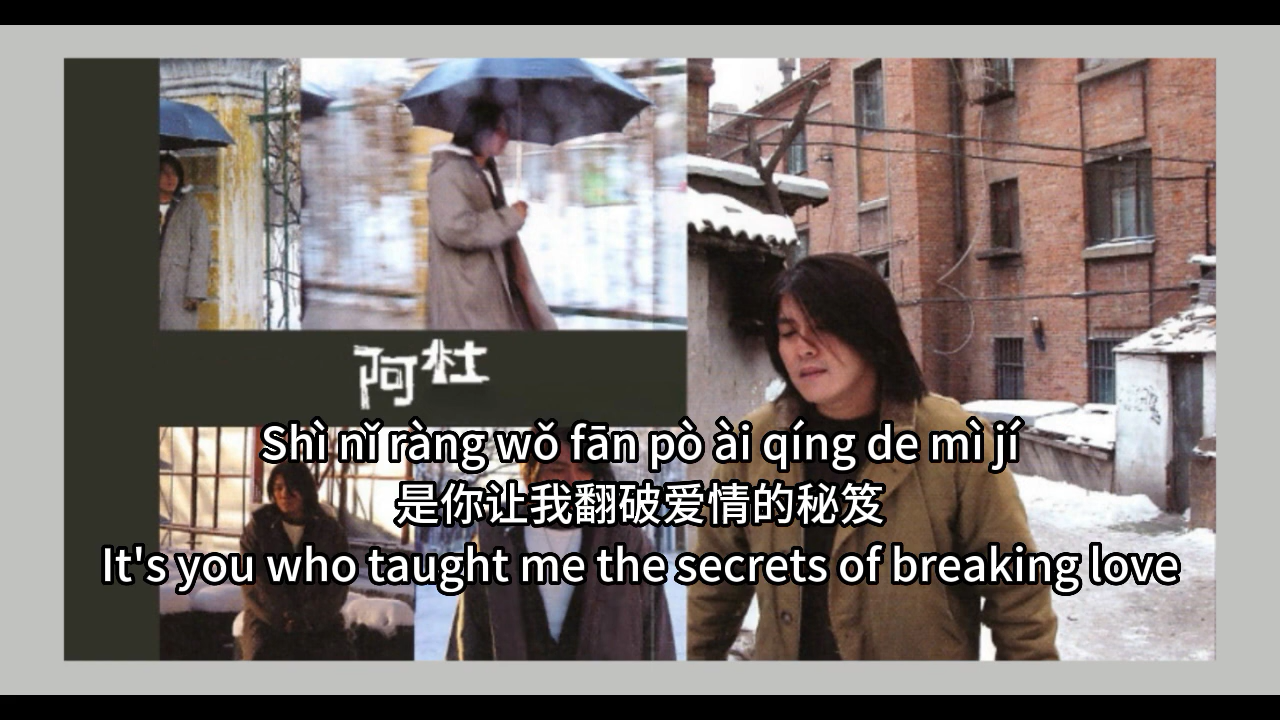 阿杜
Shì nǐ ràng wǒ fān pò ài qíng de mì jí
是你让我翻破爱情的秘笈
It's you who taught me the secrets of breaking love